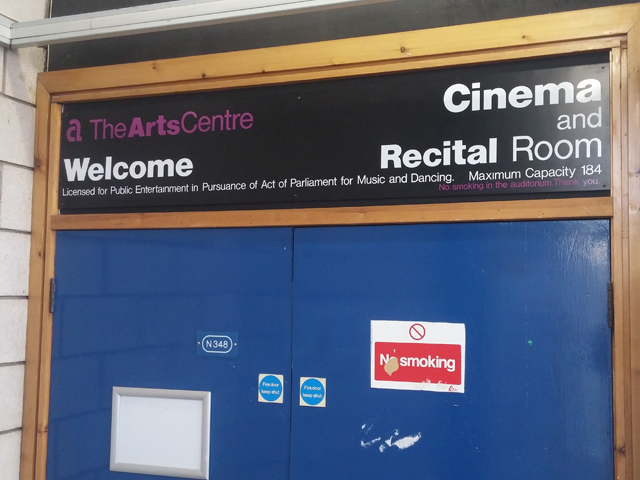 a TheArtsCentre
Cinema
and
Recital Room
Welcome
Licensed for Public Entertanment in Pursuance of Act of Parliament for Music and Dancing. Maximum Capacity 184
No smoking in the auditorium. Thank you.
N348
Fire door
keep shut
Fire door
keep shut
No smoking